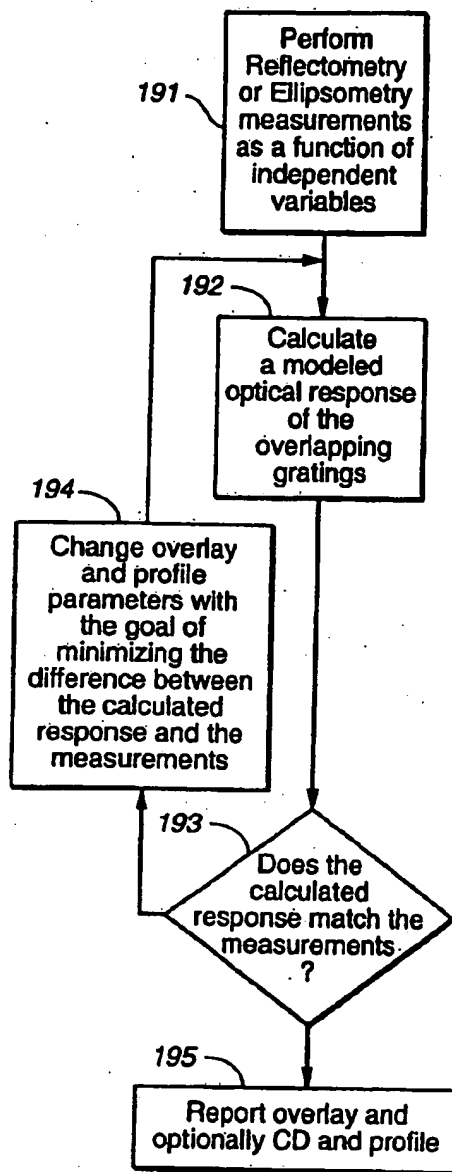 191
Perform
Reflectometry
or Ellipsometry
measurements
as a function of
independent
variables
192
Calculate
a modeled
optical response
of the
overlapping
gratings
194
Change overlay
and profile
parameters with
the goal of
minimizing the
difference between
the calculated
response and the
measurements
193
Does the
calculated
response match the
measurements
?
195
Report overlay and
optionally CD and profile